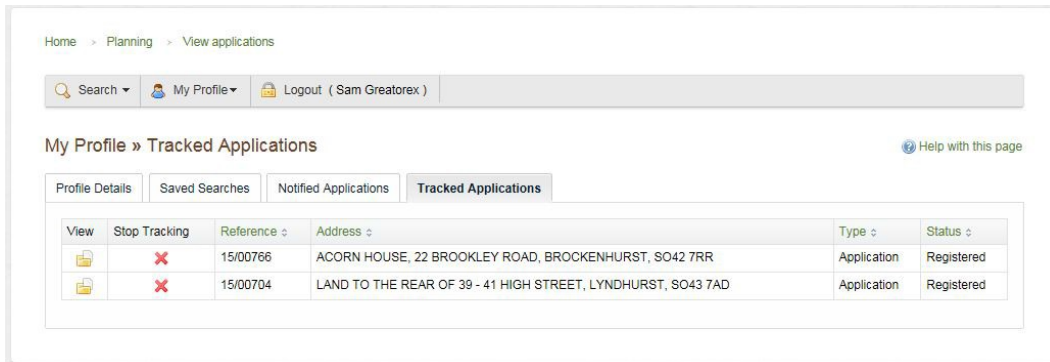 Home > Planning > View applications
Search My Profile Logout ( Sam Greatorex )
My Profile » Tracked Applications
Help with this page
Profile Details Saved Searches Notified Applications Tracked Applications
View Stop Tracking Reference Address Type Status
15/00766 ACORN HOUSE, 22 BROOKLEY ROAD, BROCKENHURST, SO42 7RR Application Registered
15/00704 LAND TO THE REAR OF 39 - 41 HIGH STREET, LYNDHURST, SO43 7AD Application Registered